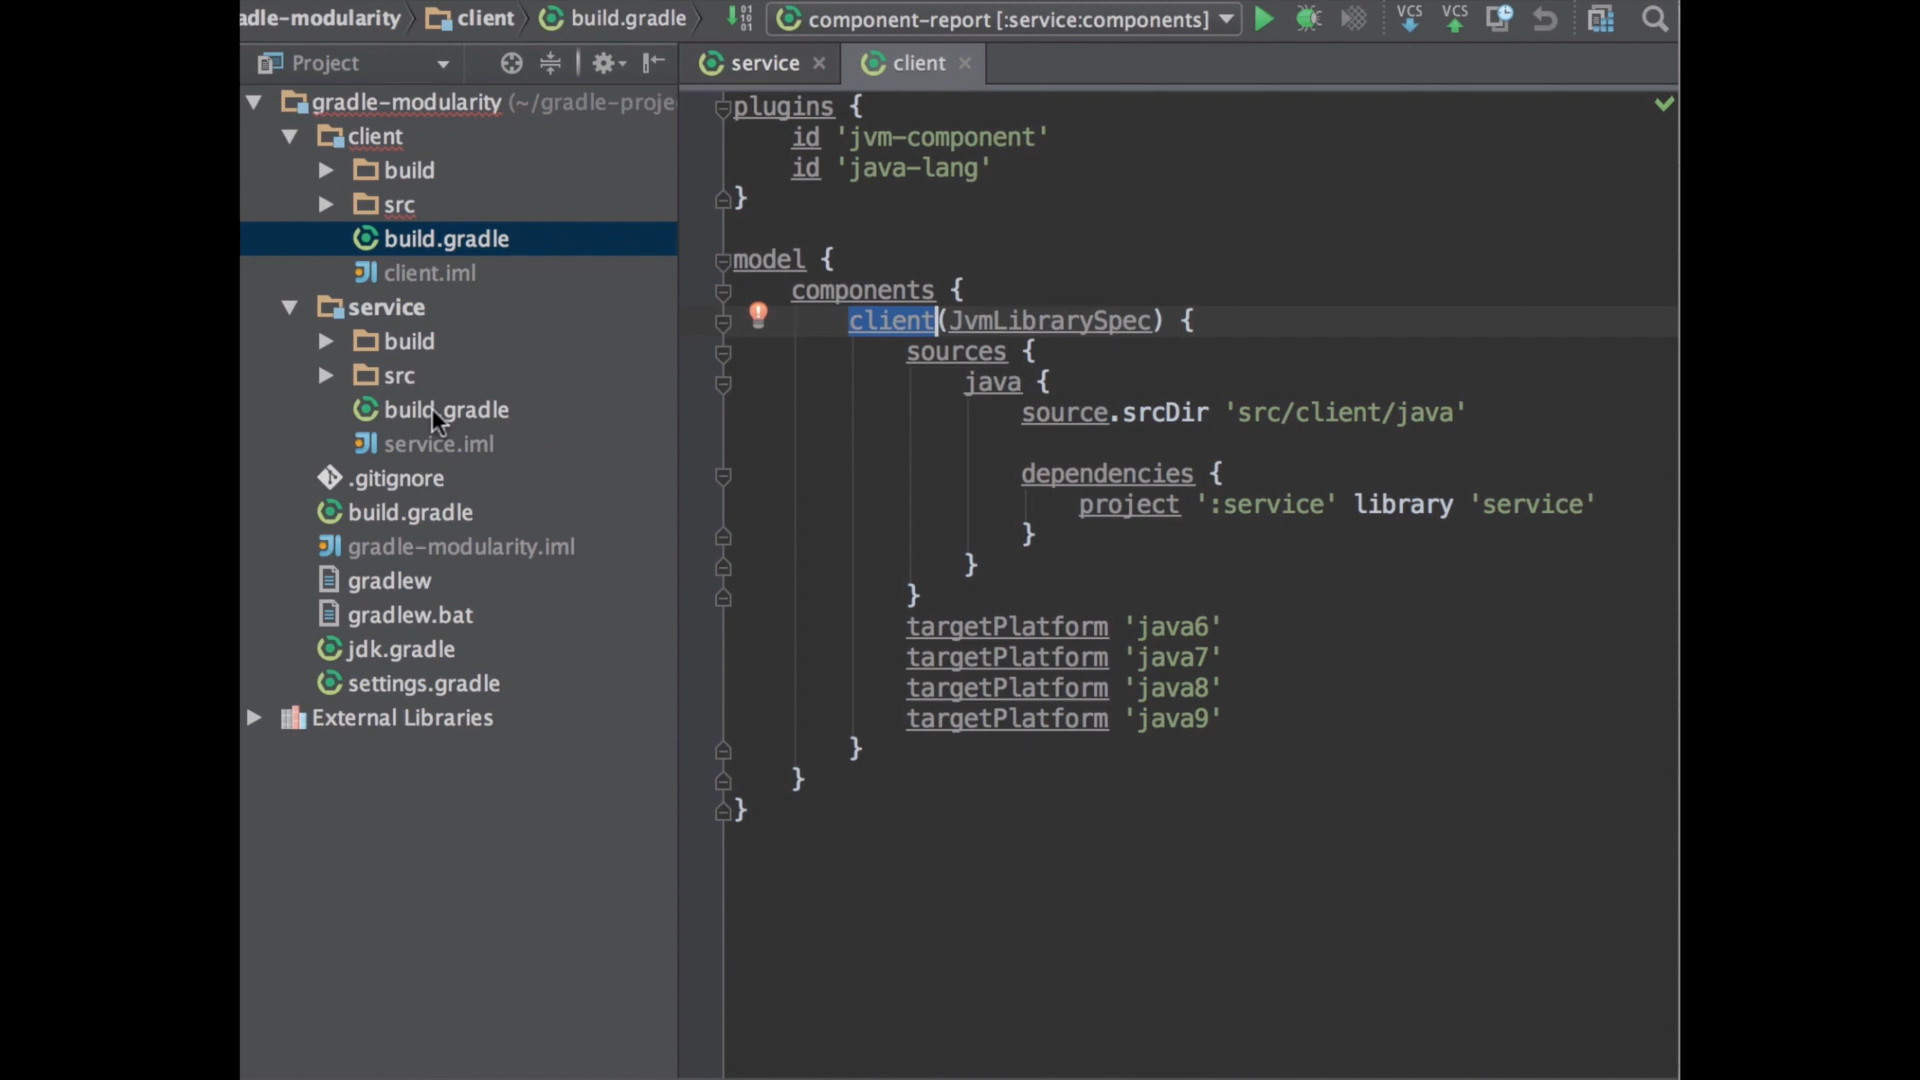 adle-modularity client build.gradle component-report [:service:components] VCS VCS
Project
service
client
gradle-modularity (~/gradle-proje
client
build
src
build.gradle
client.iml
service
build
src
build.gradle
service.iml
.gitignore
build.gradle
gradle-modularity.iml
gradlew
gradlew.bat
jdk.gradle
settings.gradle
External Libraries
plugins {
id 'jvm-component'
id 'java-lang'
}
model {
components {
client(JvmLibrarySpec) {
sources {
java {
source.srcDir 'src/client/java'
dependencies {
project ':service' library 'service'
}
}
}
targetPlatform 'java6'
targetPlatform 'java7'
targetPlatform 'java8'
targetPlatform 'java9'
}
}
}